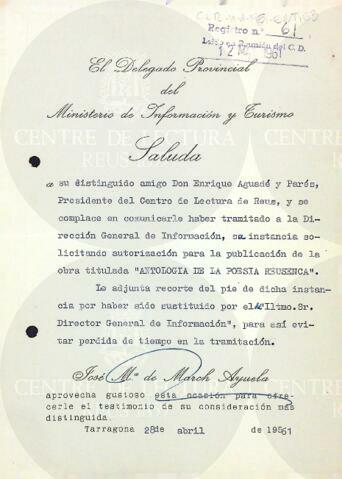 Registro n.º 61
Leído en Reunión del C. D.
El Delegado Provincial
del
Ministerio de Información y Turismo
Saluda
a su distinguido amigo Don Enrique Aguadé y Parés,
Presidente del Centro de Lectura de Reus, y se
complace en comunicarle haber tramitado a la Di-
rección General de Información, su instancia so-
licitando autorización para la publicación de la
obra titulada "ANTOLOGIA DE LA POESIA REUSENCA".
Le adjunta recorte del pie de dicha instan-
cia por haber sido sustituido por el "Iltmo.Sr.
Director General de Información", para así evi-
tar perdida de tiempo en la tramitación.
José Mª de March Ayuela
aprovecha gustoso esta ocasión para ofre-
cerle el testimonio de su consideración más
distinguida.
Tarragona 28 de abril de 1961
CENTRE DE LECTURA
REUS